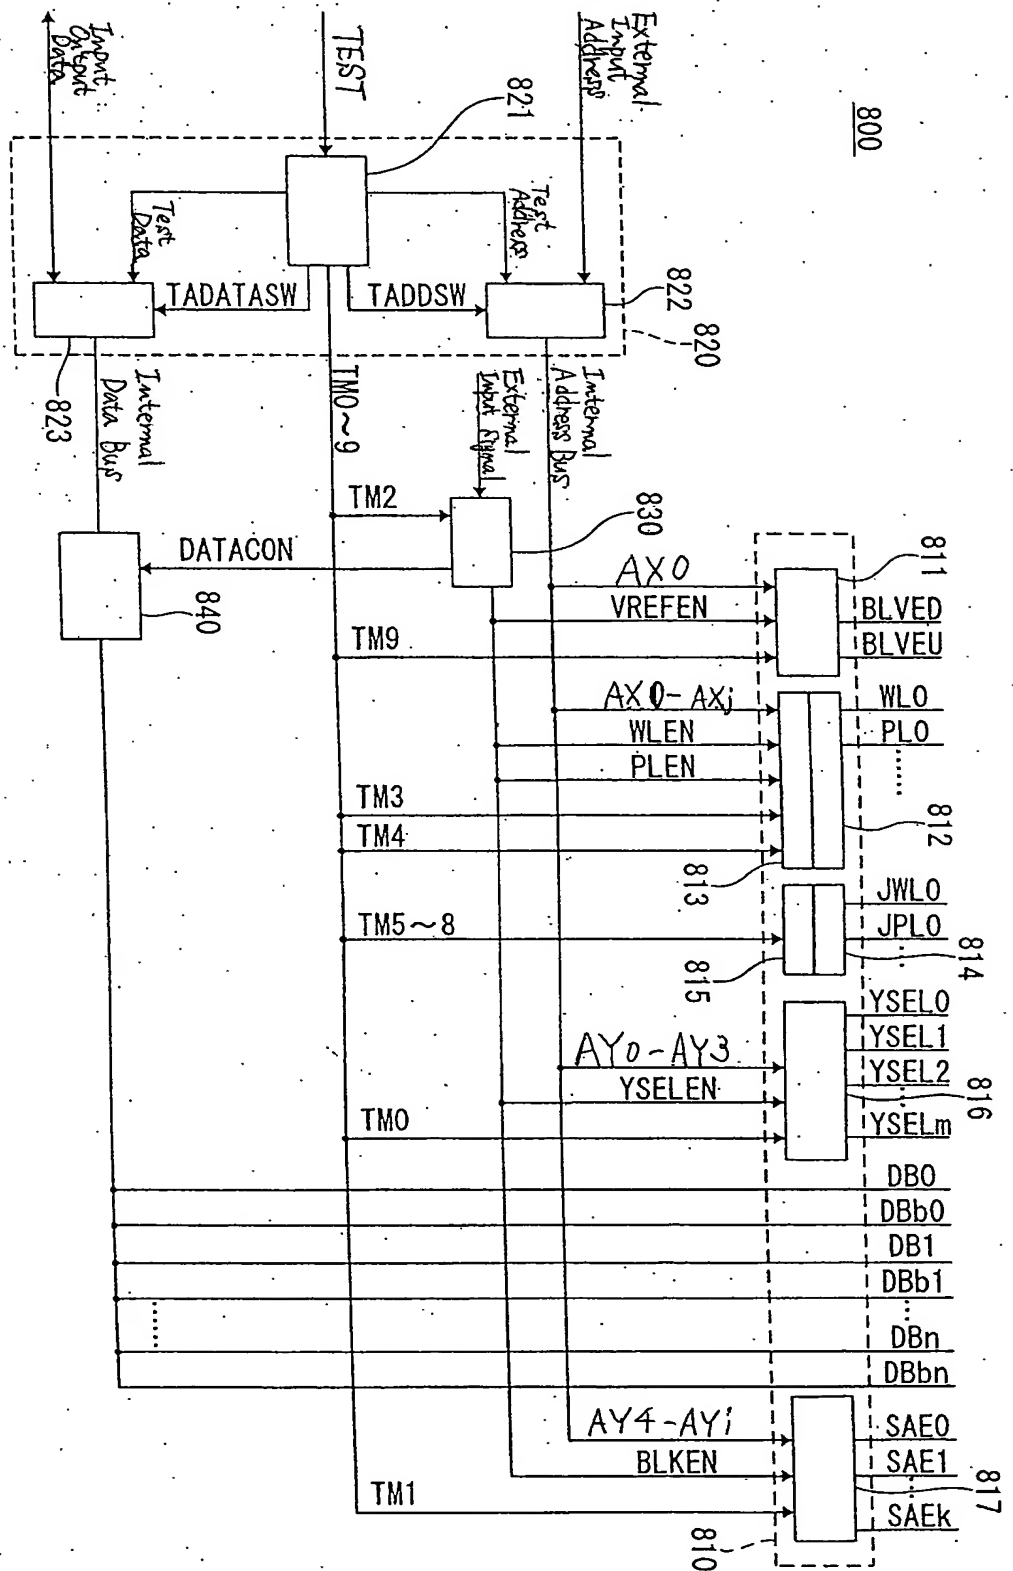 800
External
Input
Address
TEST
Input
Output
Data
821
Test
Address
Test
Data
TADDSW
TADATASW
822
820
823
TM0~9
Internal
Address Bus
External
Input Signal
Internal
Data Bus
TM2
830
DATACON
840
811
AX0
VREFEN
TM9
BLVED
BLVEU
AX0-AXj
WLEN
PLEN
TM3
TM4
WL0
PL0
812
813
TM5~8
JWL0
JPL0
814
815
AY0-AY3
YSELEN
TM0
YSEL0
YSEL1
YSEL2
YSELm
816
DB0
DBb0
DB1
DBb1
DBn
DBbn
AY4-AYi
BLKEN
TM1
SAE0
SAE1
SAEk
817
810